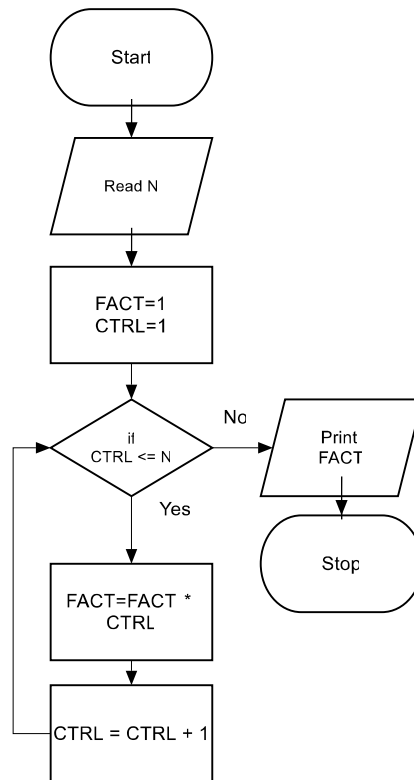 Start
Read N
FACT=1
CTRL=1
if
CTRL <= N
No
Print
FACT
Yes
Stop
FACT=FACT *
CTRL
CTRL = CTRL + 1